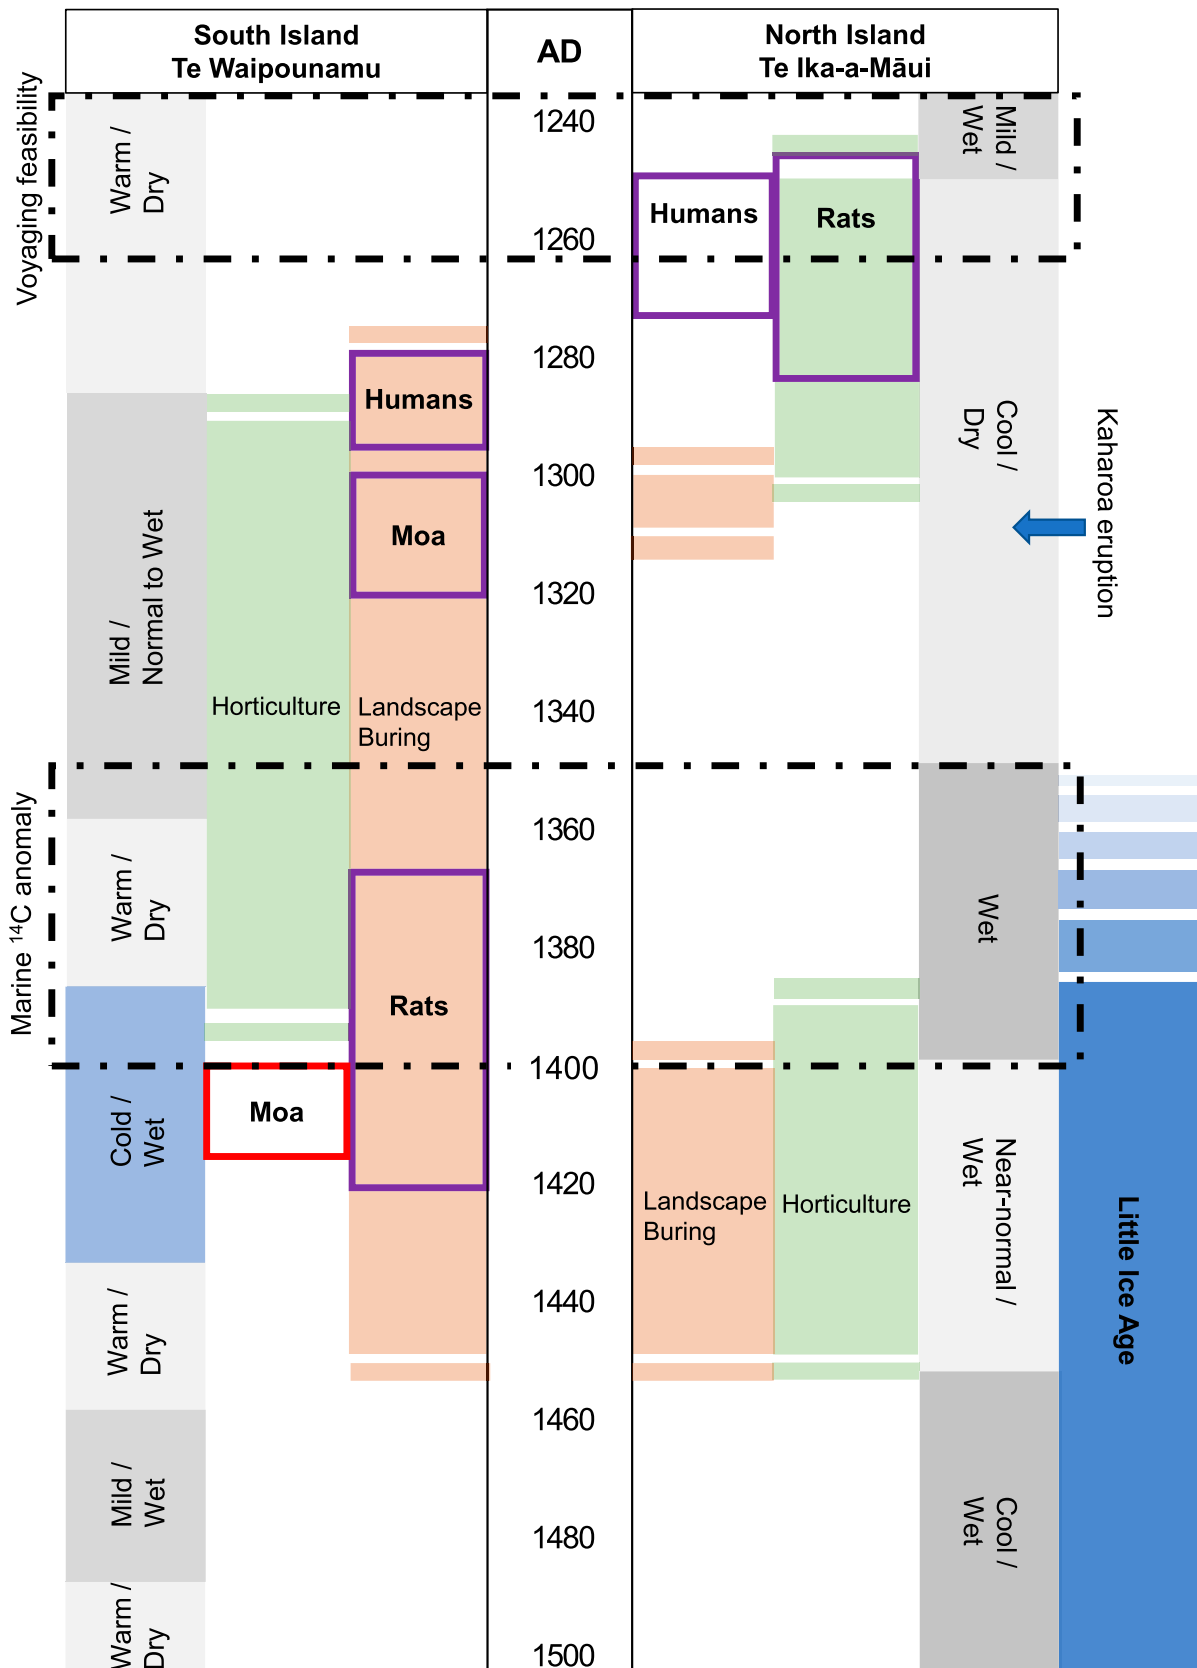 South Island
Te Waipounamu
AD
North Island
Te Ika-a-Māui
Voyaging feasibility
Warm /
Dry
1240
Mild /
Wet
Humans
Rats
1260
1280
Humans
Cool /
Dry
Kaharoa eruption
1300
Moa
1320
Mild /
Normal to Wet
Horticulture
Landscape
Buring
1340
Marine ¹⁴C anomaly
1360
Warm /
Dry
Wet
1380
Rats
1400
Moa
Cold /
Wet
1420
Landscape
Buring
Horticulture
Near-normal /
Wet
Little Ice Age
1440
Warm /
Dry
1460
Mild /
Wet
1480
Cool /
Wet
Warm /
Dry
1500